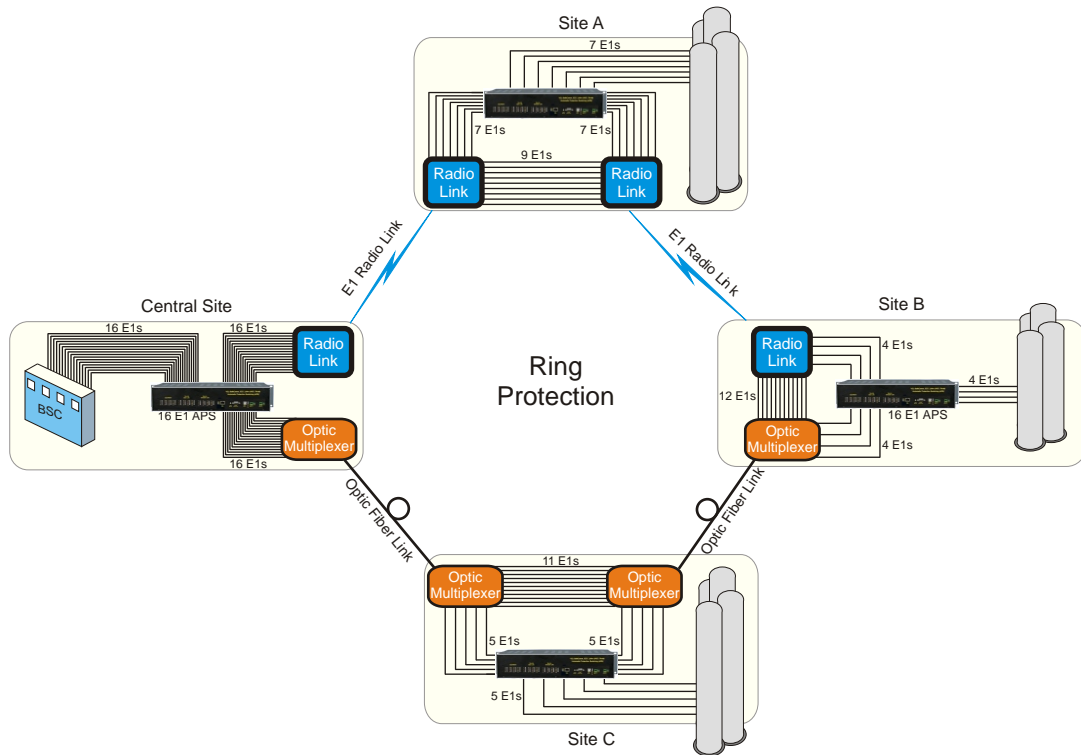 Site A
7 E1s
7 E1s
7 E1s
9 E1s
Radio
Link
Radio
Link
E1 Radio Link
E1 Radio Link
Central Site
16 E1s
16 E1s
Radio
Link
BSC
16 E1 APS
Optic
Multiplexer
16 E1s
Ring
Protection
Site B
Radio
Link
4 E1s
4 E1s
12 E1s
16 E1 APS
Optic
Multiplexer
4 E1s
Optic Fiber Link
Optic Fiber Link
11 E1s
Optic
Multiplexer
Optic
Multiplexer
5 E1s
5 E1s
5 E1s
Site C